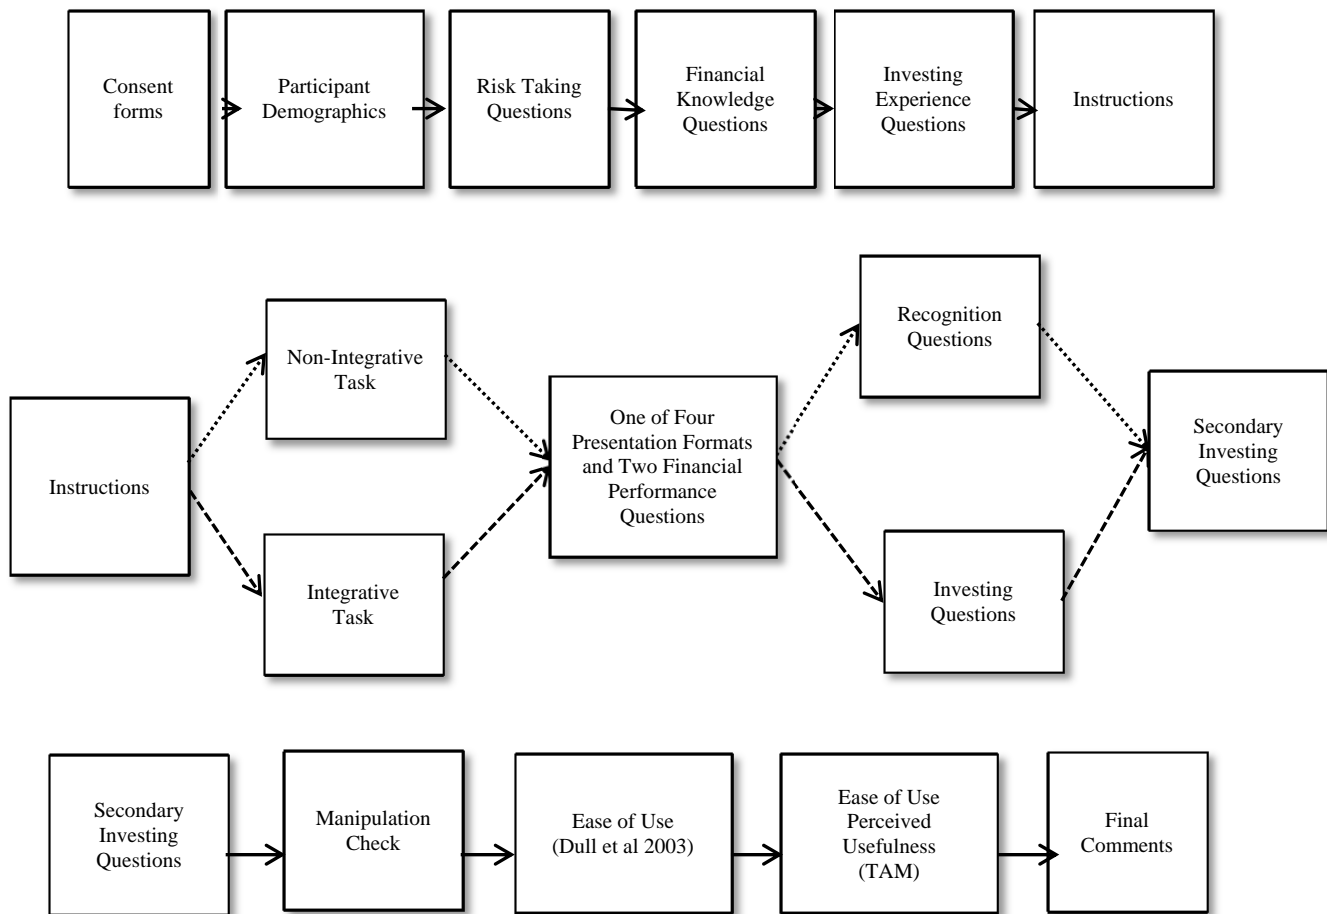 Consent
forms
Participant
Demographics
Risk Taking
Questions
Financial
Knowledge
Questions
Investing
Experience
Questions
Instructions
Instructions
Non-Integrative
Task
Integrative
Task
One of Four
Presentation Formats
and Two Financial
Performance
Questions
Recognition
Questions
Investing
Questions
Secondary
Investing
Questions
Secondary
Investing
Questions
Manipulation
Check
Ease of Use
(Dull et al 2003)
Ease of Use
Perceived
Usefulness
(TAM)
Final
Comments